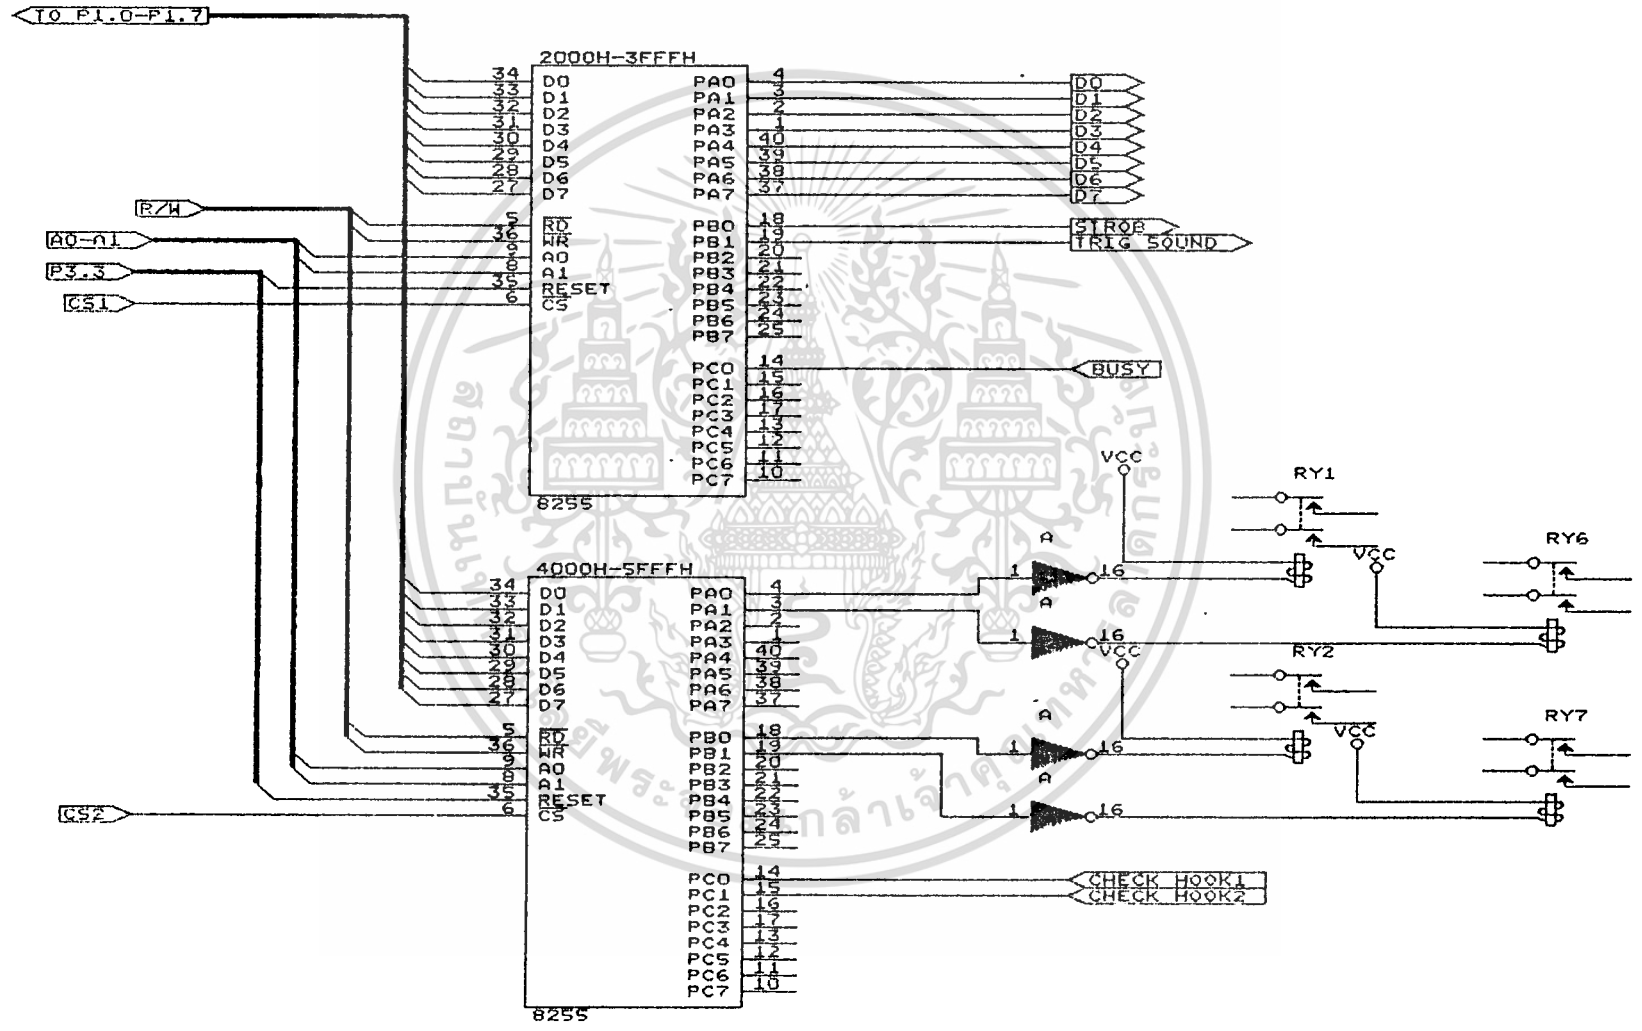 TO P1.0-P1.7
R/W
A0-A1
P3.3
CS1
CS2
2000H-3FFFH
34 D0 PA0 4 D0
33 D1 PA1 3 D1
32 D2 PA2 2 D2
31 D3 PA3 1 D3
30 D4 PA4 40 D4
29 D5 PA5 39 D5
28 D6 PA6 38 D6
27 D7 PA7 37 D7
5 RD PB0 18 STROB
36 WR PB1 19 TRIG SOUND
9 A0 PB2 20
8 A1 PB3 21
35 RESET PB4 22
6 CS PB5 23
PB6 24
PB7 25
PC0 14 BUSY
PC1 15
PC2 16
PC3 17
PC4 13
PC5 12
PC6 11
PC7 10
8255
4000H-5FFFH
34 D0 PA0 4
33 D1 PA1 3
32 D2 PA2 2
31 D3 PA3 1
30 D4 PA4 40
29 D5 PA5 39
28 D6 PA6 38
27 D7 PA7 37
5 RD PB0 18
36 WR PB1 19
9 A0 PB2 20
8 A1 PB3 21
35 RESET PB4 22
6 CS PB5 23
PB6 24
PB7 25
PC0 14 CHECK HOOK1
PC1 15 CHECK HOOK2
PC2 16
PC3 17
PC4 13
PC5 12
PC6 11
PC7 10
8255
VCC
RY1
A
1 16
VCC
RY6
A
1 16
VCC
RY2
A
1 16
VCC
RY7
A
1 16